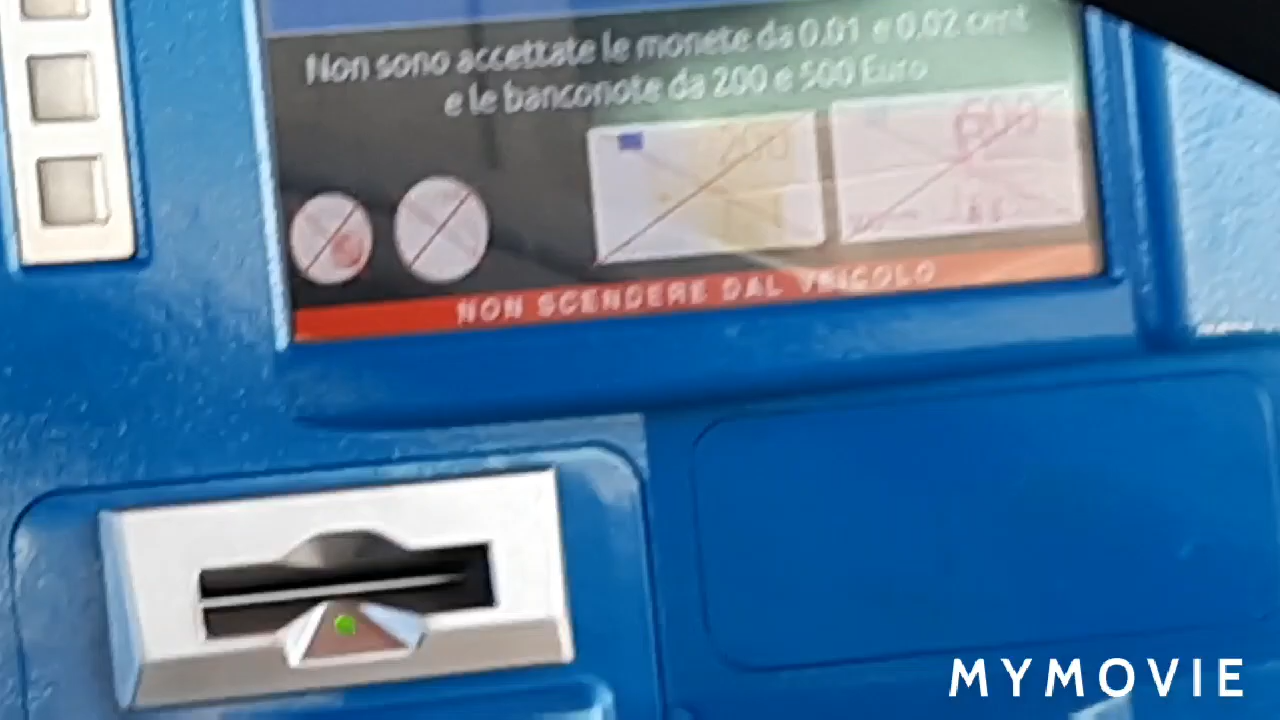 Non sono accettate le monete da 0.01 e 0.02 cent
e le banconote da 200 e 500 Euro
200
NON SCENDERE DAL VEICOLO
MYMOVIE